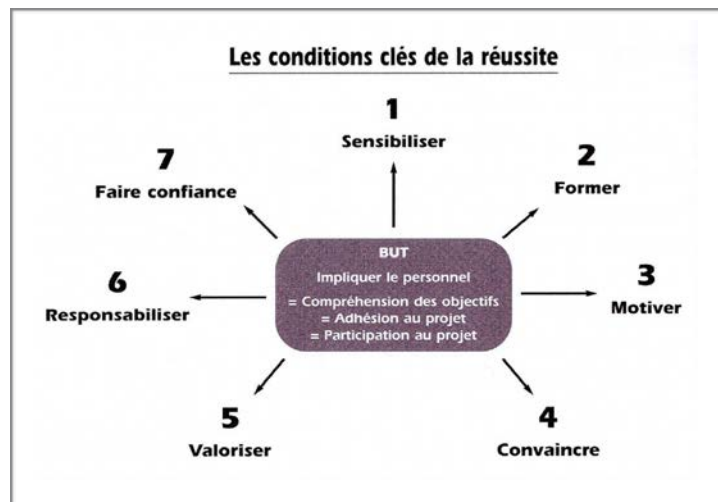 Les conditions clés de la réussite
1
Sensibiliser
2
Former
3
Motiver
4
Convaincre
5
Valoriser
6
Responsabiliser
7
Faire confiance
BUT
Impliquer le personnel
= Compréhension des objectifs
= Adhésion au projet
= Participation au projet